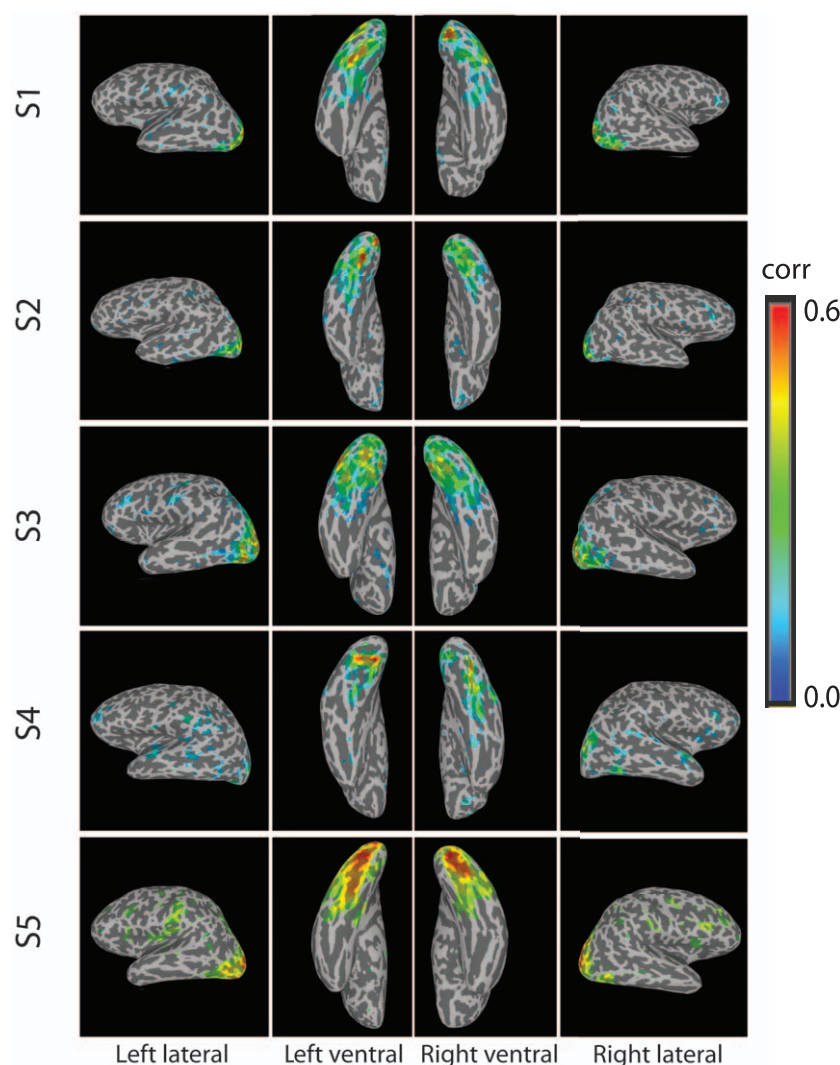 S1
S2
corr
0.6
S3
0.0
S4
S5
Left lateral
Left ventral
Right ventral
Right lateral